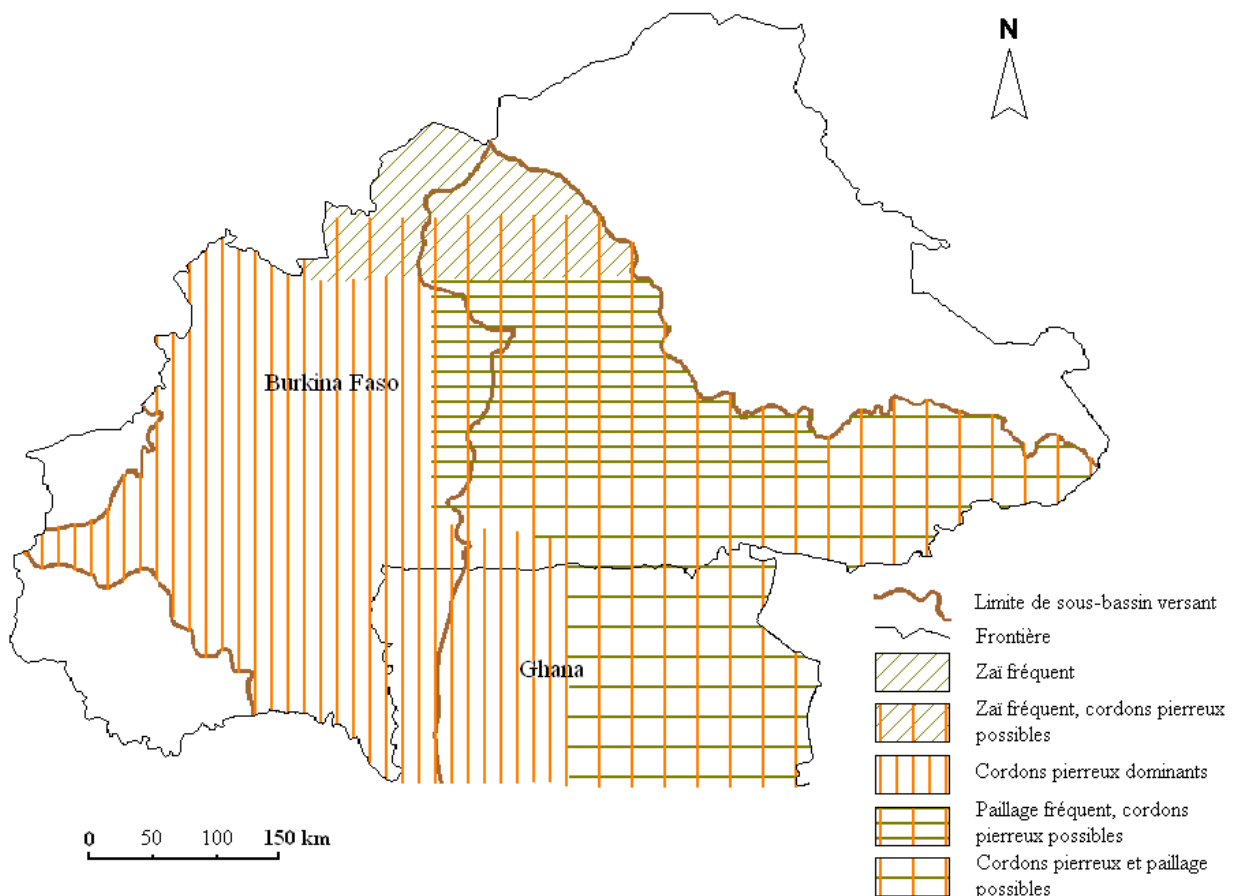 N
Burkina Faso
Ghana
Limite de sous-bassin versant
Frontière
Zaï fréquent
Zaï fréquent, cordons pierreux
possibles
Cordons pierreux dominants
Paillage fréquent, cordons
pierreux possibles
Cordons pierreux et paillage
possibles
0 50 100 150 km